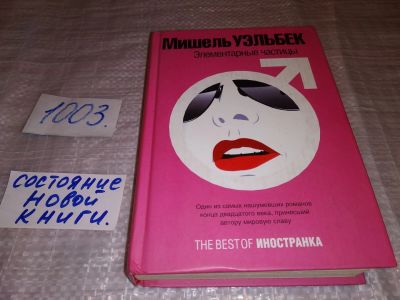 Мишель УЭЛЬБЕК
Элементарные частицы
1003.
состояние
новой
книги.
Один из самых нашумевших романов
конца двадцатого века, принесший
автору мировую славу
THE BEST OF ИНОСТРАНКА